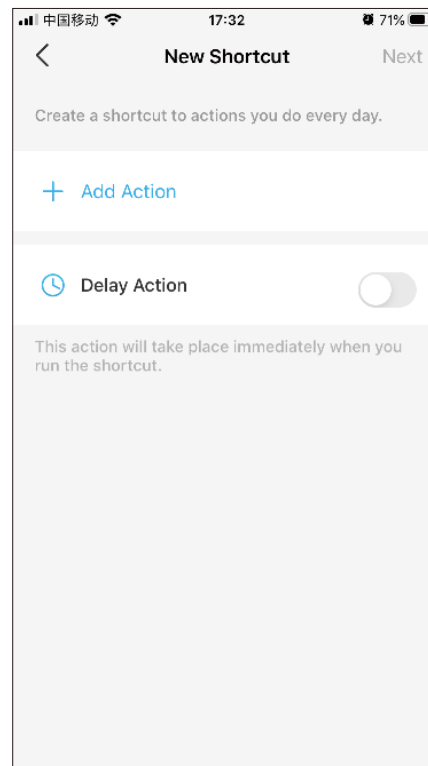 中国移动 17:32 71%
New Shortcut Next
Create a shortcut to actions you do every day.
Add Action
Delay Action
This action will take place immediately when you
run the shortcut.